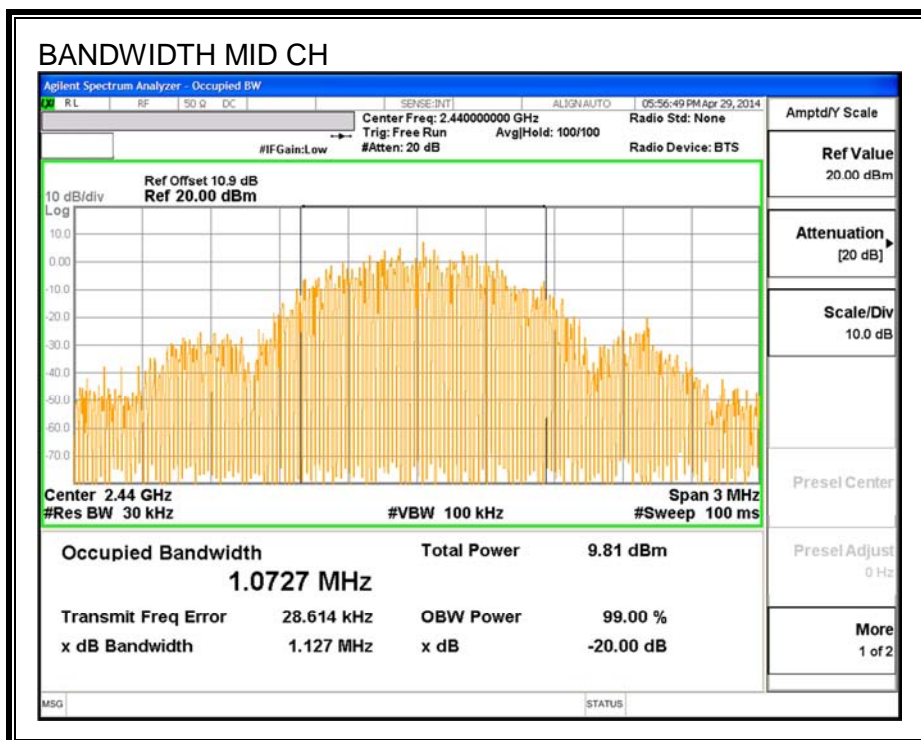 BANDWIDTH MID CH
Agilent Spectrum Analyzer - Occupied BW
RL RF 50 Ω DC SENSE:INT ALIGN AUTO 05:56:49 PM Apr 29, 2014
Center Freq: 2.440000000 GHz Radio Std: None
Trig: Free Run Avg|Hold: 100/100
#IFGain:Low #Atten: 20 dB Radio Device: BTS
Ref Offset 10.9 dB
10 dB/div Ref 20.00 dBm
Log
10.0
0.00
-10.0
-20.0
-30.0
-40.0
-50.0
-60.0
-70.0
Center 2.44 GHz Span 3 MHz
#Res BW 30 kHz #VBW 100 kHz #Sweep 100 ms
Occupied Bandwidth Total Power 9.81 dBm
1.0727 MHz
Transmit Freq Error 28.614 kHz OBW Power 99.00 %
x dB Bandwidth 1.127 MHz x dB -20.00 dB
MSG STATUS
Amptd/Y Scale
Ref Value
20.00 dBm
Attenuation
[20 dB]
Scale/Div
10.0 dB
Presel Center
Presel Adjust
0 Hz
More
1 of 2